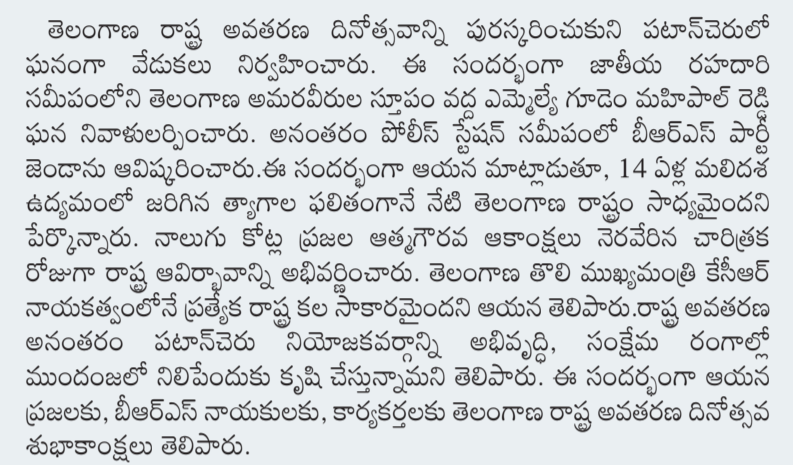 తెలంగాణ రాష్ట్ర అవతరణ దినోత్సవాన్ని పురస్కరించుకుని పటాన్‌చెరులో
ఘనంగా వేడుకలు నిర్వహించారు. ఈ సందర్భంగా జాతీయ రహదారి
సమీపంలోని తెలంగాణ అమరవీరుల స్తూపం వద్ద ఎమ్మెల్యే గూడెం మహిపాల్ రెడ్డి
ఘన నివాళులర్పించారు. అనంతరం పోలీస్ స్టేషన్ సమీపంలో బీఆర్ఎస్ పార్టీ
జెండాను ఆవిష్కరించారు.ఈ సందర్భంగా ఆయన మాట్లాడుతూ, 14 ఏళ్ల మలిదశ
ఉద్యమంలో జరిగిన త్యాగాల ఫలితంగానే నేటి తెలంగాణ రాష్ట్రం సాధ్యమైందని
పేర్కొన్నారు. నాలుగు కోట్ల ప్రజల ఆత్మగౌరవ ఆకాంక్షలు నెరవేరిన చారిత్రక
రోజుగా రాష్ట్ర ఆవిర్భావాన్ని అభివర్ణించారు. తెలంగాణ తొలి ముఖ్యమంత్రి కేసీఆర్
నాయకత్వంలోనే ప్రత్యేక రాష్ట్ర కల సాకారమైందని ఆయన తెలిపారు.రాష్ట్ర అవతరణ
అనంతరం పటాన్‌చెరు నియోజకవర్గాన్ని అభివృద్ధి, సంక్షేమ రంగాల్లో
ముందంజలో నిలిపేందుకు కృషి చేస్తున్నామని తెలిపారు. ఈ సందర్భంగా ఆయన
ప్రజలకు, బీఆర్ఎస్ నాయకులకు, కార్యకర్తలకు తెలంగాణ రాష్ట్ర అవతరణ దినోత్సవ
శుభాకాంక్షలు తెలిపారు.